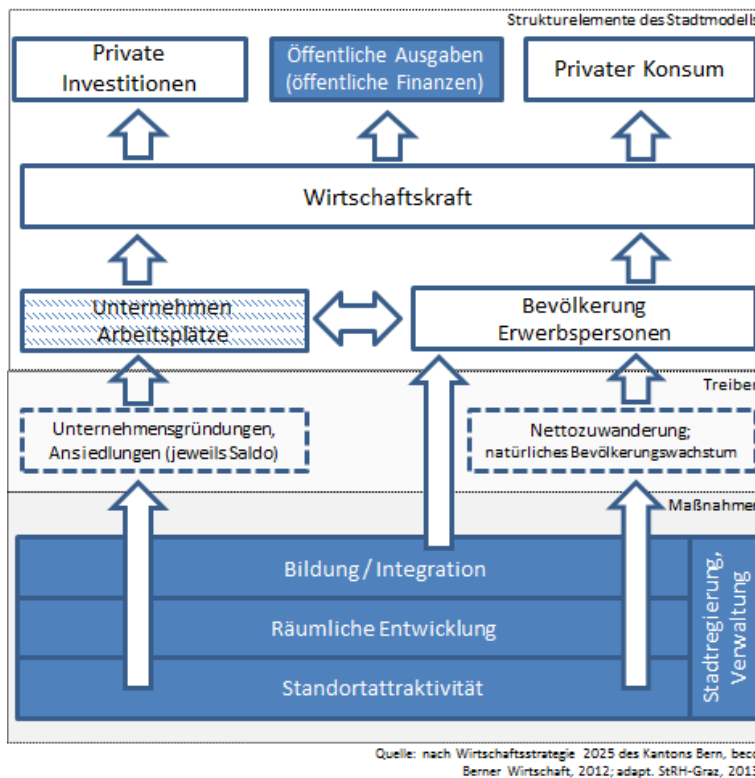 Strukturelemente des Stadtmodells
Private
Investitionen
Öffentliche Ausgaben
(öffentliche Finanzen)
Privater Konsum
Wirtschaftskraft
Unternehmen
Arbeitsplätze
Bevölkerung
Erwerbspersonen
Treiber
Unternehmensgründungen,
Ansiedlungen (jeweils Saldo)
Nettozuwanderung;
natürliches Bevölkerungswachstum
Maßnahmen
Bildung / Integration
Räumliche Entwicklung
Standortattraktivität
Stadtregierung,
Verwaltung
Quelle: nach Wirtschaftsstrategie 2025 des Kantons Bern, beco
Berner Wirtschaft, 2012; adapt. StRH-Graz, 2013